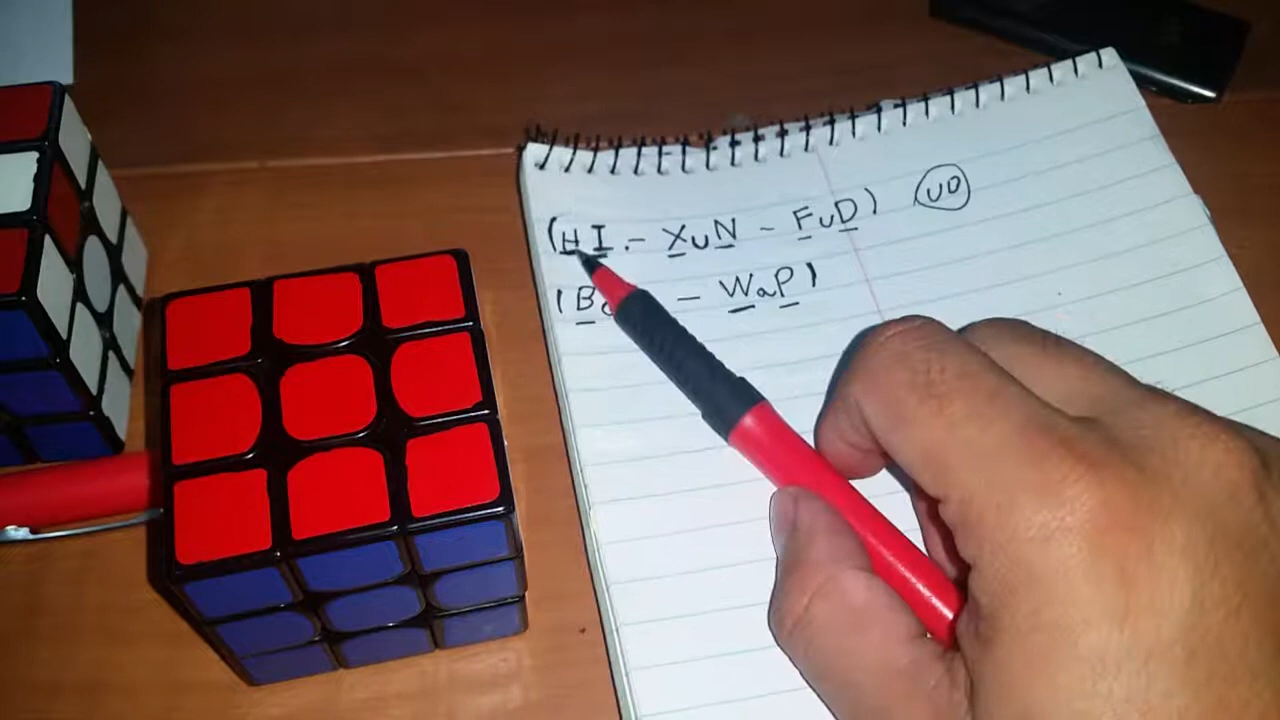 (HI.- XuN - FuD) UD
- WaP)